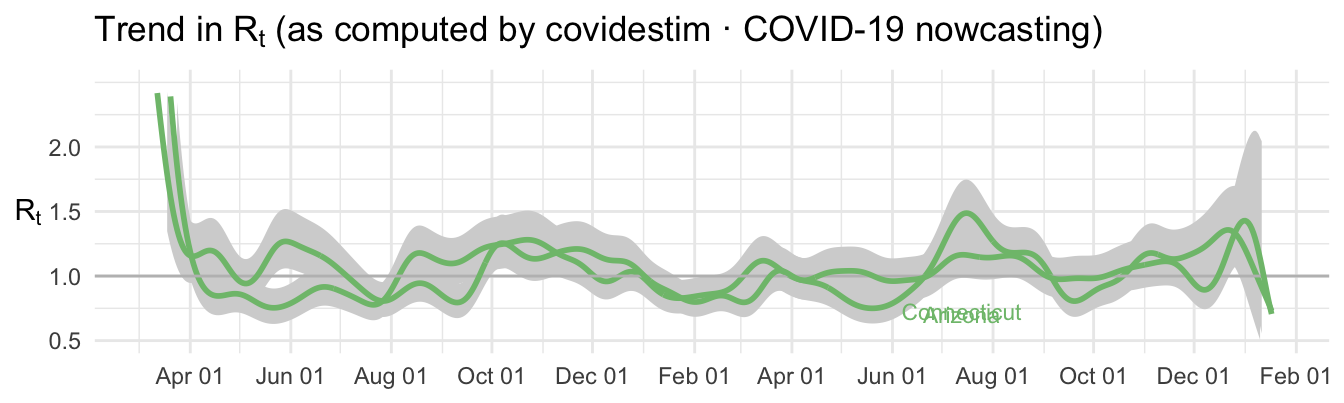 Trend in Rt (as computed by covidestim · COVID-19 nowcasting)
2.0
Rt 1.5
1.0
Connecticut
Arizona
0.5
Apr 01 Jun 01 Aug 01 Oct 01 Dec 01 Feb 01 Apr 01 Jun 01 Aug 01 Oct 01 Dec 01 Feb 01